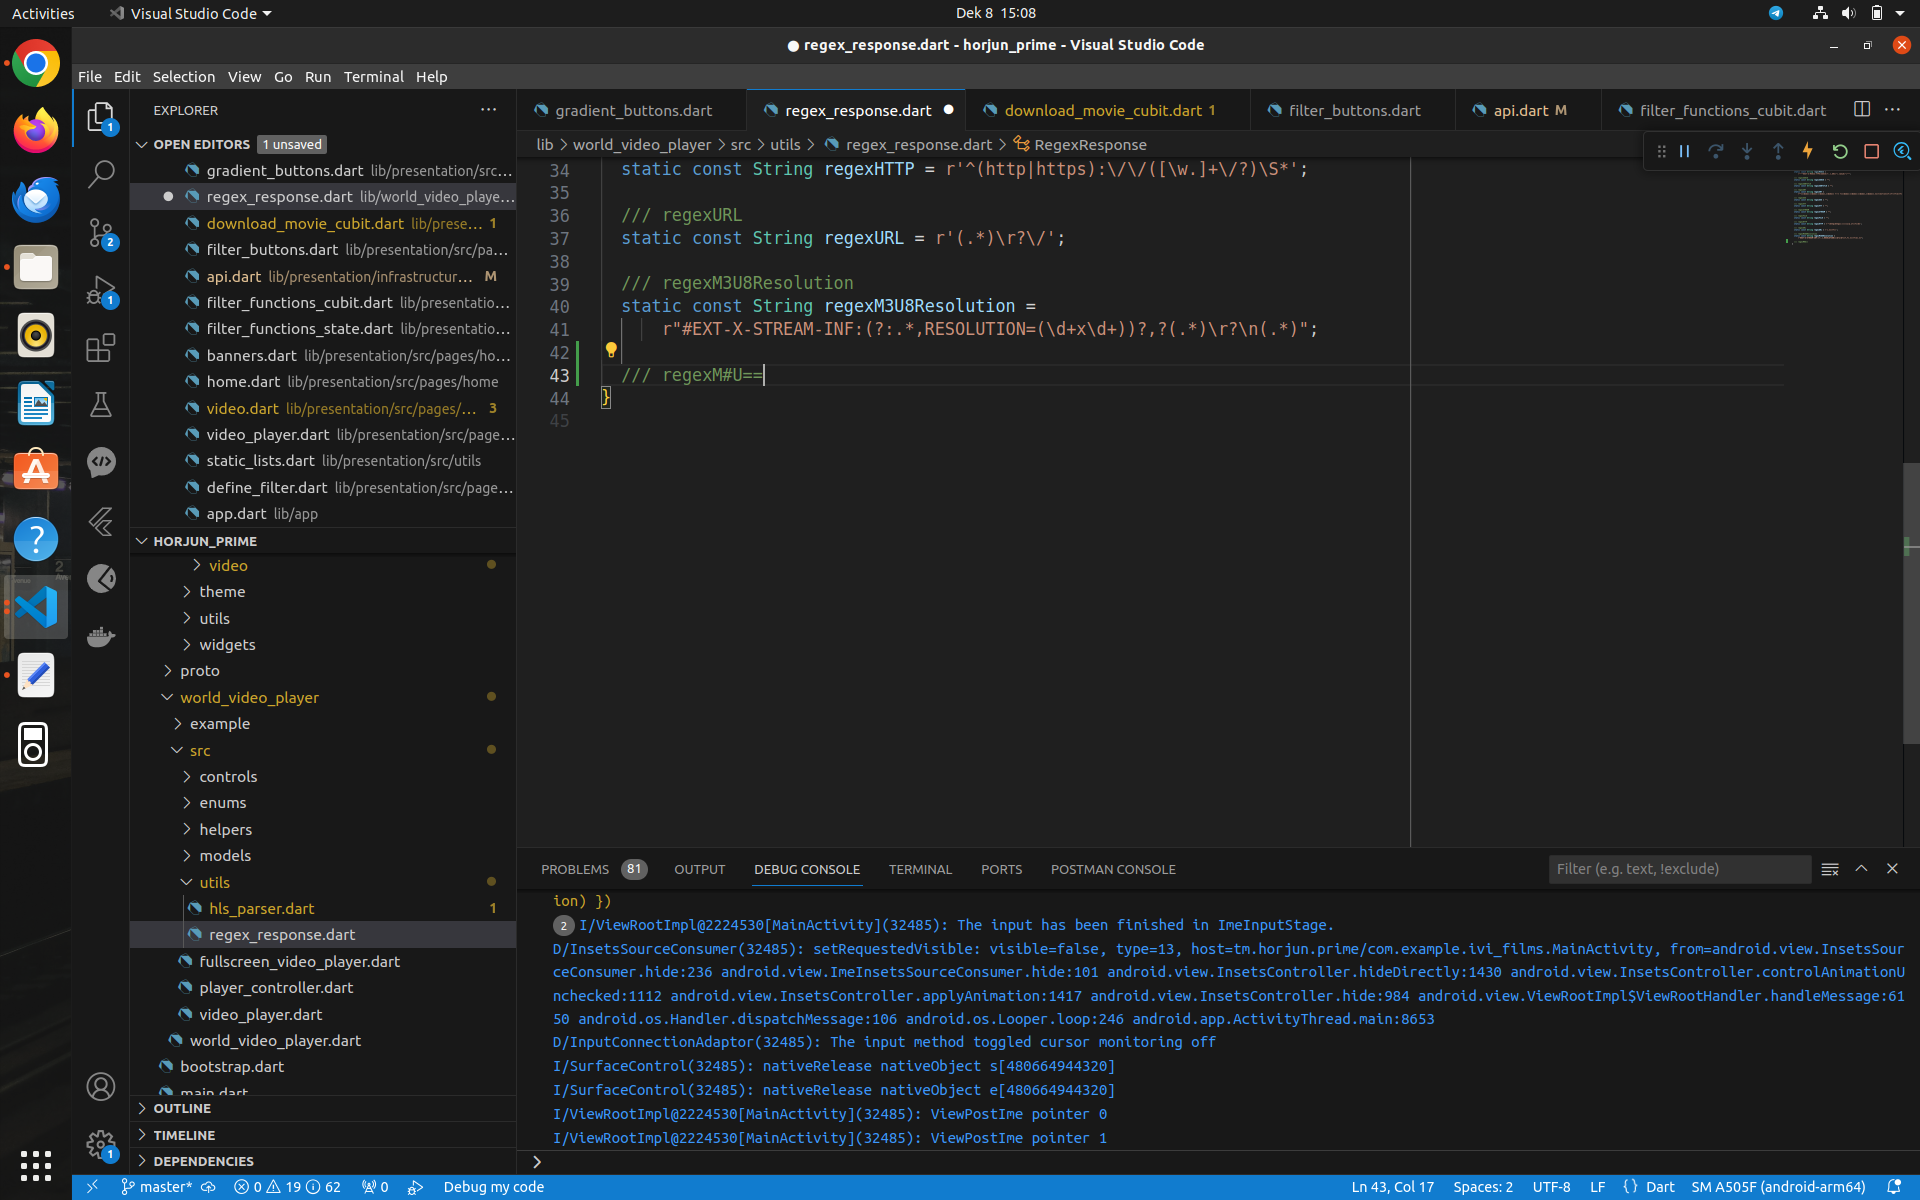 Activities
Visual Studio Code
Dek 8 15:08
regex_response.dart - horjun_prime - Visual Studio Code
File Edit Selection View Go Run Terminal Help
EXPLORER
OPEN EDITORS 1 unsaved
gradient_buttons.dart lib/presentation/src...
regex_response.dart lib/world_video_playe...
download_movie_cubit.dart lib/prese... 1
filter_buttons.dart lib/presentation/src/pa...
api.dart lib/presentation/infrastructur... M
filter_functions_cubit.dart lib/presentatio...
filter_functions_state.dart lib/presentatio...
banners.dart lib/presentation/src/pages/ho...
home.dart lib/presentation/src/pages/home
video.dart lib/presentation/src/pages/... 3
video_player.dart lib/presentation/src/page...
static_lists.dart lib/presentation/src/utils
define_filter.dart lib/presentation/src/page...
app.dart lib/app
HORJUN_PRIME
video
theme
utils
widgets
proto
world_video_player
example
src
controls
enums
helpers
models
utils
hls_parser.dart 1
regex_response.dart
fullscreen_video_player.dart
player_controller.dart
video_player.dart
world_video_player.dart
bootstrap.dart
main.dart
OUTLINE
TIMELINE
DEPENDENCIES
1
2
1
1
gradient_buttons.dart
regex_response.dart
download_movie_cubit.dart 1
filter_buttons.dart
api.dart M
filter_functions_cubit.dart
lib > world_video_player > src > utils > regex_response.dart > RegexResponse
34 static const String regexHTTP = r'^(http|https):\/\/([\w.]+\/?)\S*';
35
36 /// regexURL
37 static const String regexURL = r'(.*)\r?\/';
38
39 /// regexM3U8Resolution
40 static const String regexM3U8Resolution =
41 r"#EXT-X-STREAM-INF:(?:.*,RESOLUTION=(\d+x\d+))?,?(.*)\r?\n(.*)";
42
43 /// regexM#U==
44 }
45
PROBLEMS 81 OUTPUT DEBUG CONSOLE TERMINAL PORTS POSTMAN CONSOLE
Filter (e.g. text, !exclude)
ion) })
2 I/ViewRootImpl@2224530[MainActivity](32485): The input has been finished in ImeInputStage.
D/InsetsSourceConsumer(32485): setRequestedVisible: visible=false, type=13, host=tm.horjun.prime/com.example.ivi_films.MainActivity, from=android.view.InsetsSour
ceConsumer.hide:236 android.view.ImeInsetsSourceConsumer.hide:101 android.view.InsetsController.hideDirectly:1430 android.view.InsetsController.controlAnimationU
nchecked:1112 android.view.InsetsController.applyAnimation:1417 android.view.InsetsController.hide:984 android.view.ViewRootImpl$ViewRootHandler.handleMessage:61
50 android.os.Handler.dispatchMessage:106 android.os.Looper.loop:246 android.app.ActivityThread.main:8653
D/InputConnectionAdaptor(32485): The input method toggled cursor monitoring off
I/SurfaceControl(32485): nativeRelease nativeObject s[480664944320]
I/SurfaceControl(32485): nativeRelease nativeObject e[480664944320]
I/ViewRootImpl@2224530[MainActivity](32485): ViewPostIme pointer 0
I/ViewRootImpl@2224530[MainActivity](32485): ViewPostIme pointer 1
master* 0 19 62 0 Debug my code
Ln 43, Col 17 Spaces: 2 UTF-8 LF {} Dart SM A505F (android-arm64)